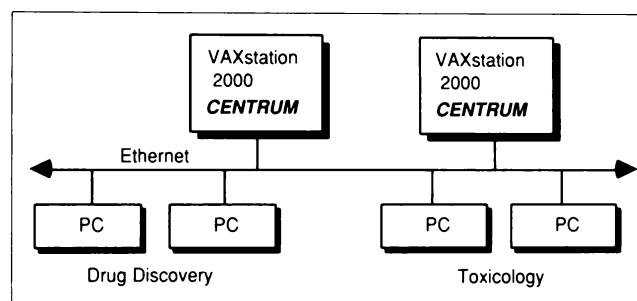 VAXstation
2000
CENTRUM
VAXstation
2000
CENTRUM
Ethernet
PC
PC
PC
PC
Drug Discovery
Toxicology